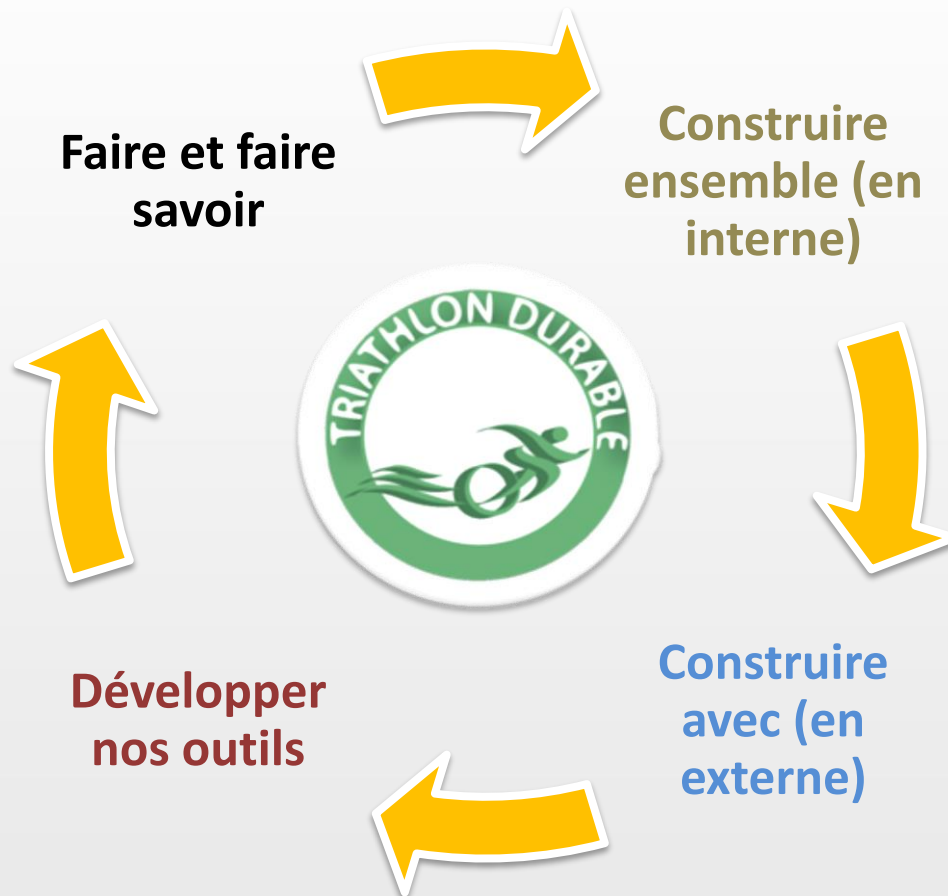 Faire et faire
savoir
Construire
ensemble (en
interne)
TRIATHLON DURABLE
Développer
nos outils
Construire
avec (en
externe)